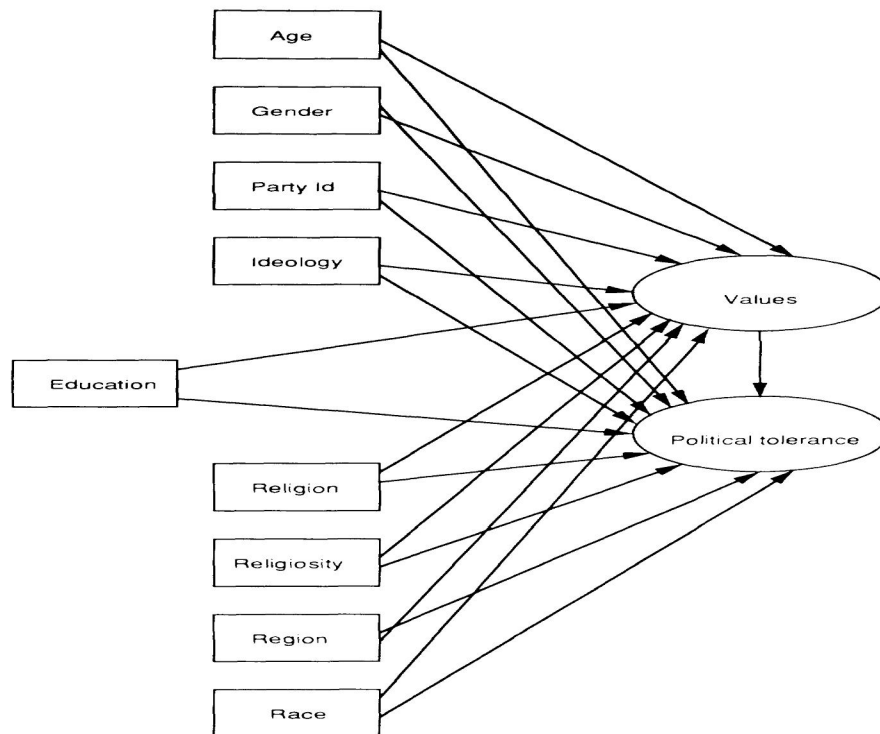 Age
Gender
Party Id
Ideology
Values
Education
Political tolerance
Religion
Religiosity
Region
Race